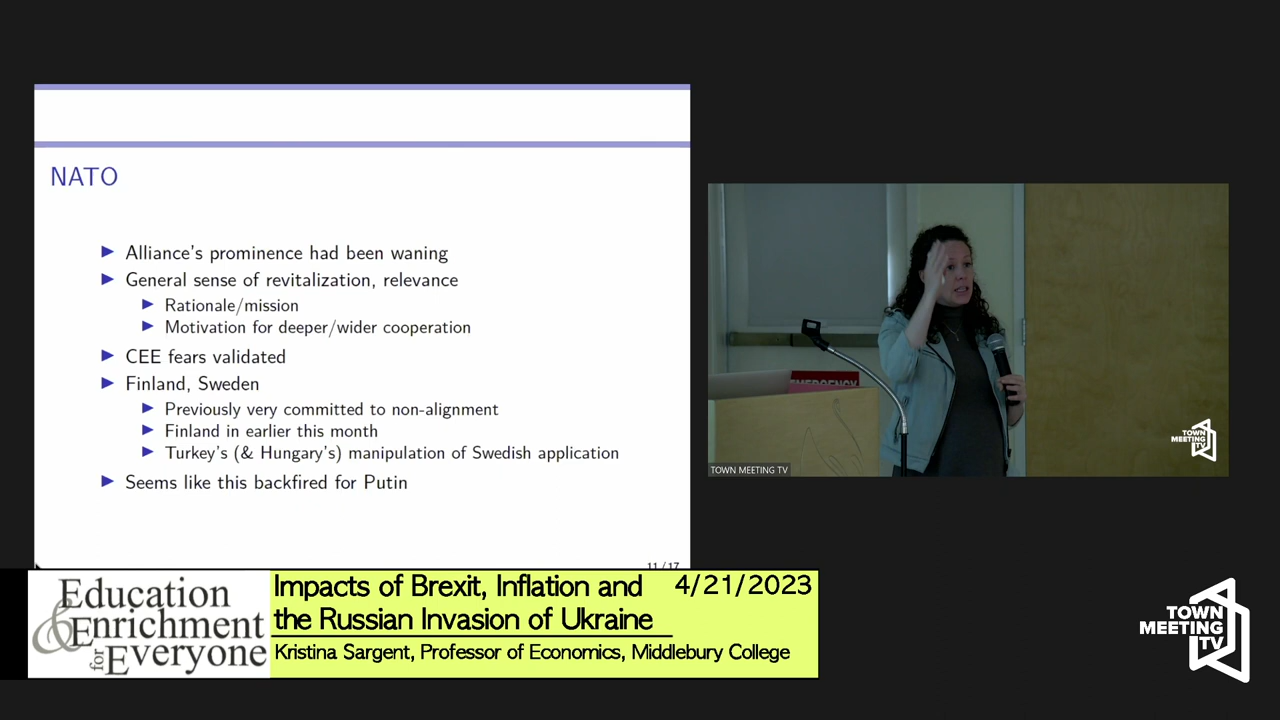 NATO
Alliance's prominence had been waning
General sense of revitalization, relevance
Rationale/mission
Motivation for deeper/wider cooperation
CEE fears validated
Finland, Sweden
Previously very committed to non-alignment
Finland in earlier this month
Turkey's (& Hungary's) manipulation of Swedish application
Seems like this backfired for Putin
11/17
EMERGENCY
TOWN MEETING TV
TOWN
MEETING
TV
Education
& Enrichment
for Everyone
Impacts of Brexit, Inflation and 4/21/2023
the Russian Invasion of Ukraine
Kristina Sargent, Professor of Economics, Middlebury College
TOWN
MEETING
TV